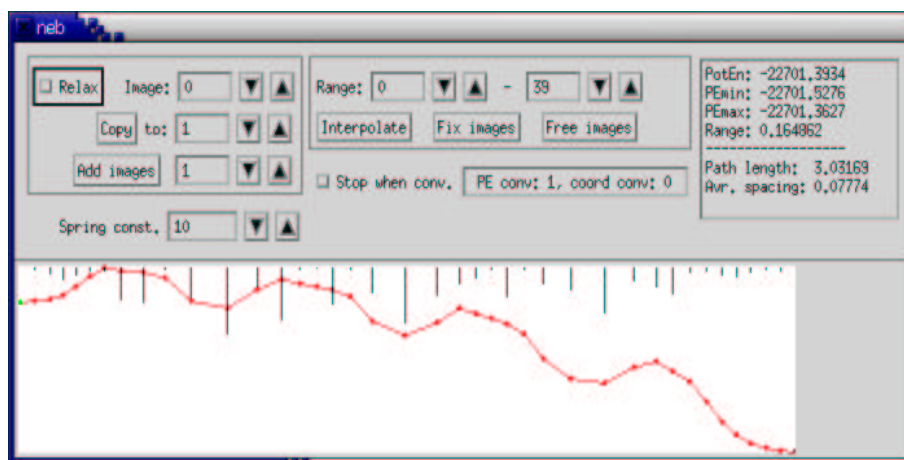 neb
Relax Image: 0
Copy to: 1
Add images 1
Spring const. 10
Range: 0 - 39
Interpolate Fix images Free images
Stop when conv. PE conv: 1, coord conv: 0
PotEn: -22701.3934
PEmin: -22701.5276
PEmax: -22701.3627
Range: 0.164862
-------------------
Path length: 3.03169
Avr. spacing: 0.07774